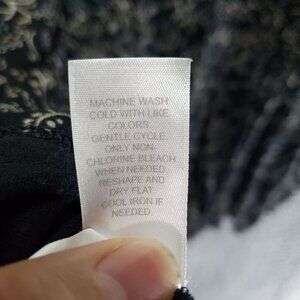 MACHINE WASH
COLD WITH LIKE
COLORS.
GENTLE CYCLE.
ONLY NON-
CHLORINE BLEACH
WHEN NEEDED.
RESHAPE AND
DRY FLAT.
COOL IRON IF
NEEDED.